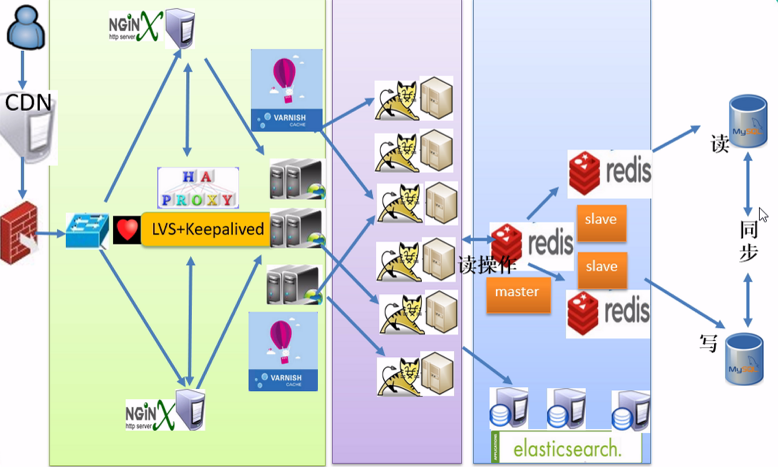 NGiNX
http server
CDN
VARNISH
CACHE
HA
PROXY
LVS+Keepalived
NGiNX
http server
VARNISH
CACHE
redis
slave
redis
读操作
slave
master
redis
elasticsearch.
读
MySQL
同
步
写
MySQL